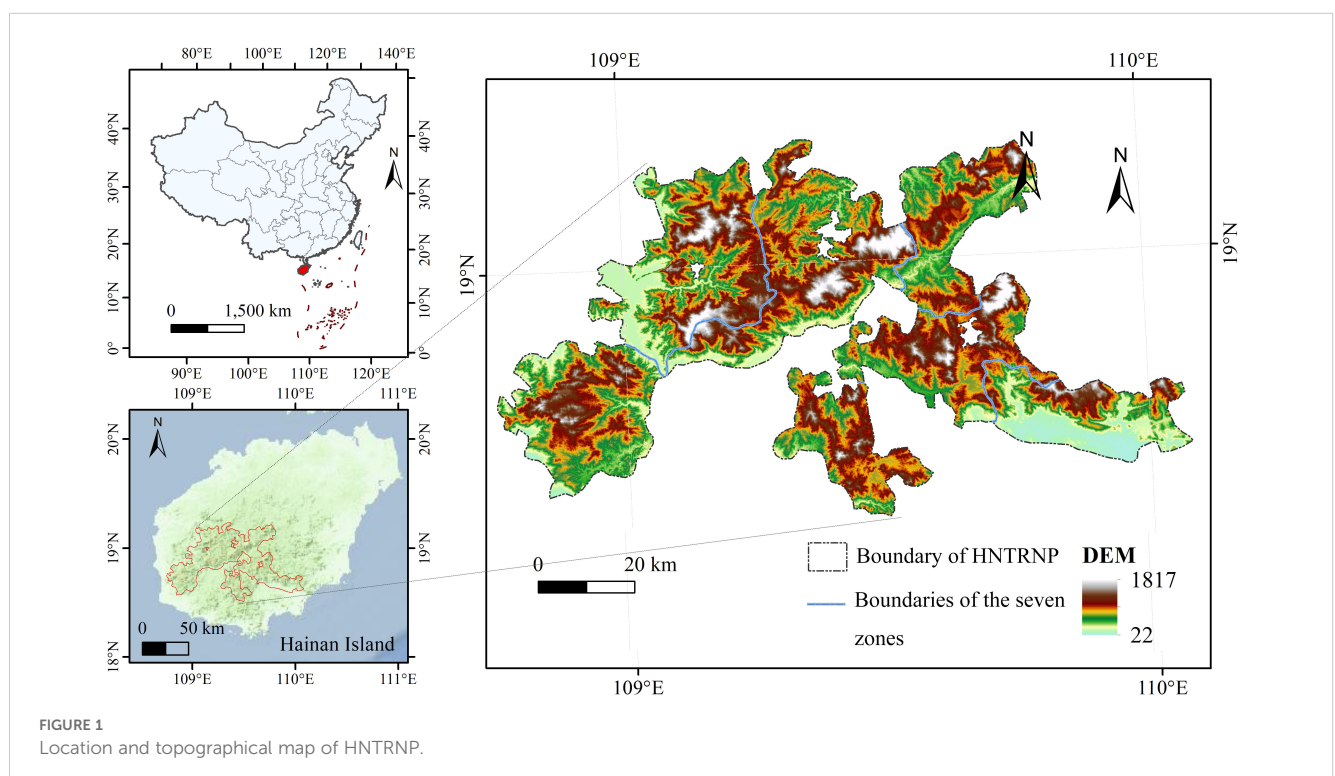 80°E 100°E 120°E 140°E
40°N
30°N
20°N
10°N
0°
40°N
30°N
20°N
10°N
0°
N
0 1,500 km
90°E 100°E 110°E 120°E
109°E 110°E 111°E
20°N
19°N
18°N
20°N
19°N
18°N
N
0 50 km
Hainan Island
109°E 110°E 111°E
109°E 110°E
19°N
19°N
N
N
0 20 km
Boundary of HNTRNP
Boundaries of the seven
zones
DEM
1817
22
109°E 110°E
FIGURE 1
Location and topographical map of HNTRNP.